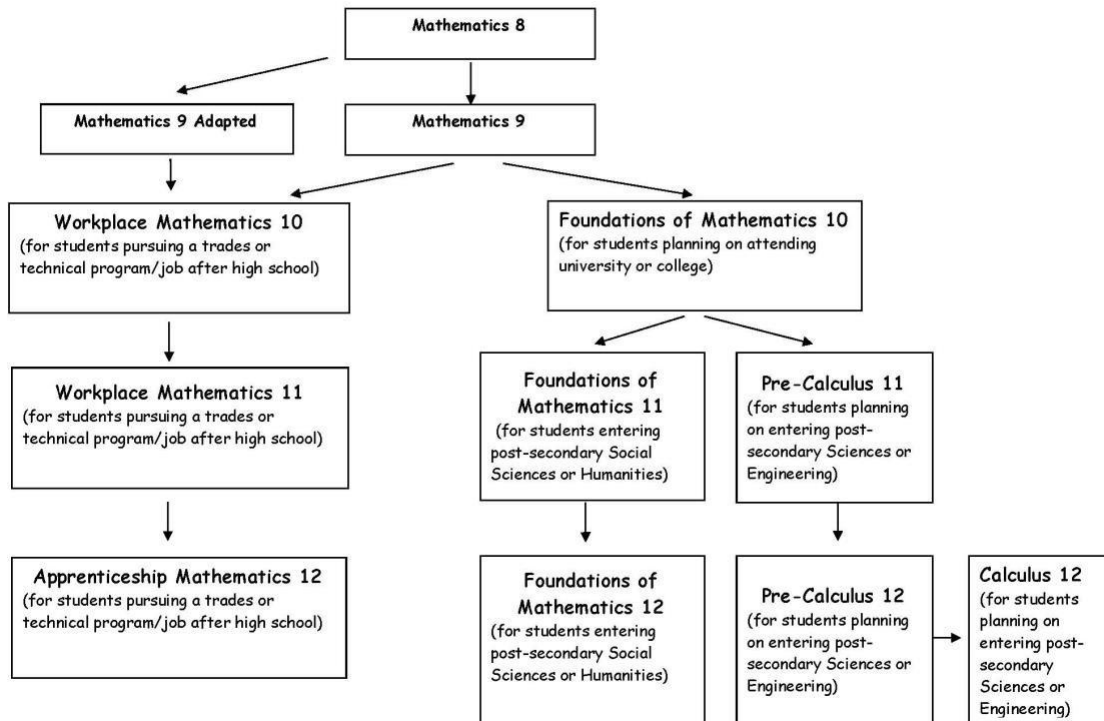 Mathematics 8
Mathematics 9 Adapted
Mathematics 9
Workplace Mathematics 10
(for students pursuing a trades or
technical program/job after high school)
Foundations of Mathematics 10
(for students planning on attending
university or college)
Workplace Mathematics 11
(for students pursuing a trades or
technical program/job after high school)
Foundations of
Mathematics 11
(for students entering
post-secondary Social
Sciences or Humanities)
Pre-Calculus 11
(for students planning
on entering post-
secondary Sciences or
Engineering)
Apprenticeship Mathematics 12
(for students pursuing a trades or
technical program/job after high school)
Foundations of
Mathematics 12
(for students entering
post-secondary Social
Sciences or Humanities)
Pre-Calculus 12
(for students planning
on entering post-
secondary Sciences or
Engineering)
Calculus 12
(for students
planning on
entering post-
secondary
Sciences or
Engineering)